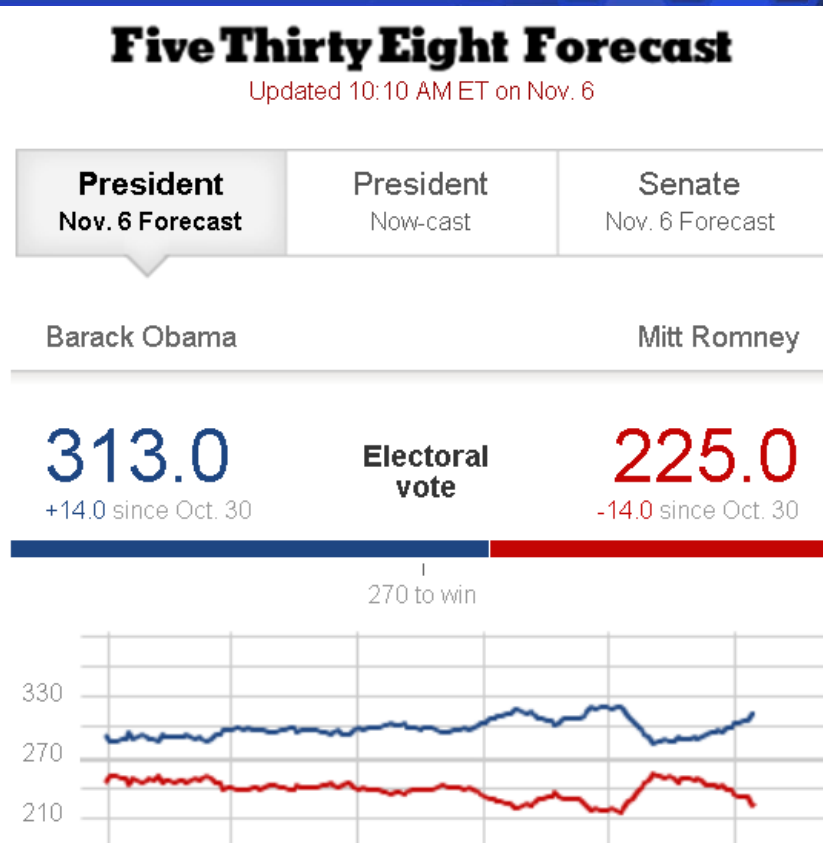 FiveThirtyEight Forecast
Updated 10:10 AM ET on Nov. 6
President
Nov. 6 Forecast
President
Now-cast
Senate
Nov. 6 Forecast
Barack Obama
Mitt Romney
313.0
+14.0 since Oct. 30
Electoral
vote
225.0
-14.0 since Oct. 30
270 to win
330
270
210